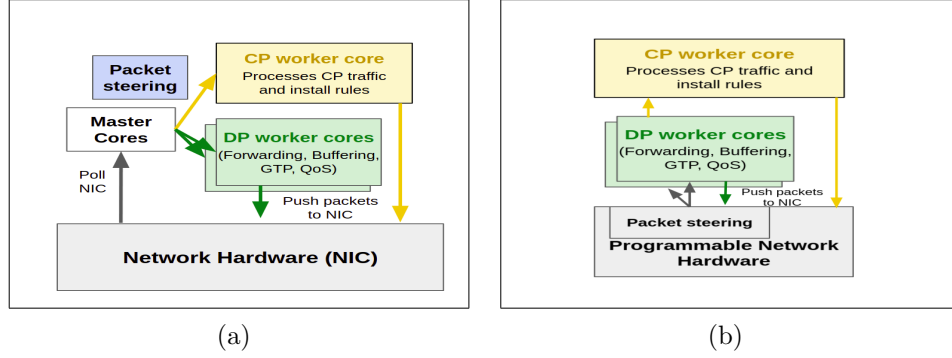 CP worker core
Processes CP traffic
and install rules
Packet
steering
Master
Cores
DP worker cores
(Forwarding, Buffering,
GTP, QoS)
Poll
NIC
Push packets
to NIC
Network Hardware (NIC)
(a)
CP worker core
Processes CP traffic and
install rules
DP worker cores
(Forwarding, Buffering,
GTP, QoS)
Push packets
to NIC
Packet steering
Programmable Network
Hardware
(b)